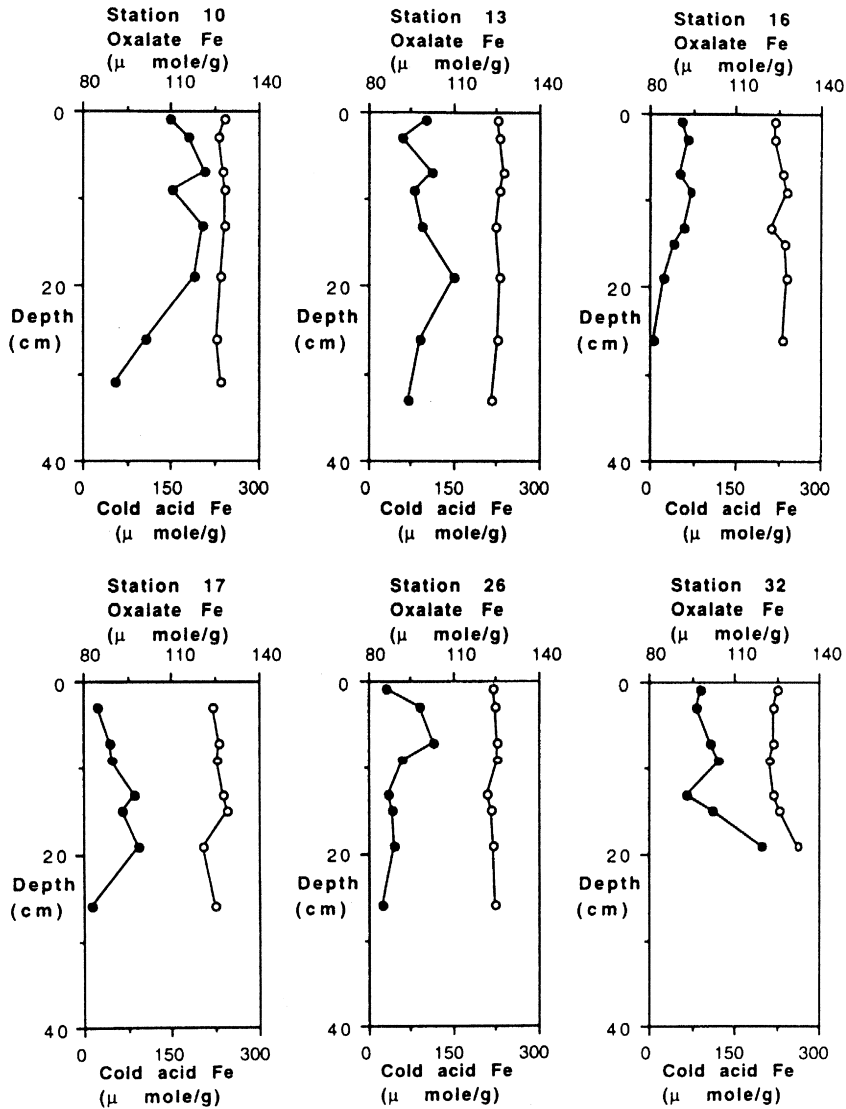 Station 10
Oxalate Fe
(μ mole/g)
80 110 140
0
20
Depth
(cm)
40
0 150 300
Cold acid Fe
(μ mole/g)
Station 13
Oxalate Fe
(μ mole/g)
80 110 140
0
20
Depth
(cm)
40
0 150 300
Cold acid Fe
(μ mole/g)
Station 16
Oxalate Fe
(μ mole/g)
80 110 140
0
20
Depth
(cm)
40
0 150 300
Cold acid Fe
(μ mole/g)
Station 17
Oxalate Fe
(μ mole/g)
80 110 140
0
20
Depth
(cm)
40
0 150 300
Cold acid Fe
(μ mole/g)
Station 26
Oxalate Fe
(μ mole/g)
80 110 140
0
20
Depth
(cm)
40
0 150 300
Cold acid Fe
(μ mole/g)
Station 32
Oxalate Fe
(μ mole/g)
80 110 140
0
20
Depth
(cm)
40
0 150 300
Cold acid Fe
(μ mole/g)